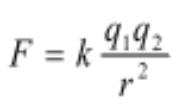 F = k q₁q₂ / r²